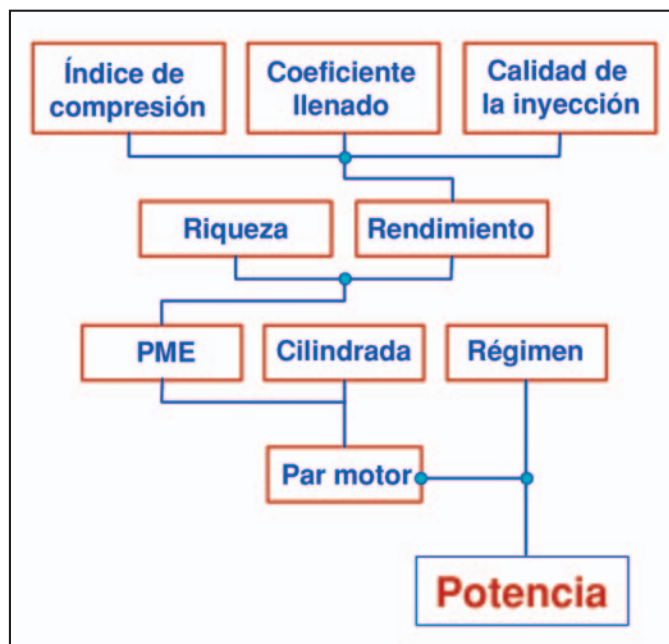 Índice de
compresión
Coeficiente
llenado
Calidad de
la inyección
Riqueza
Rendimiento
PME
Cilindrada
Régimen
Par motor
Potencia